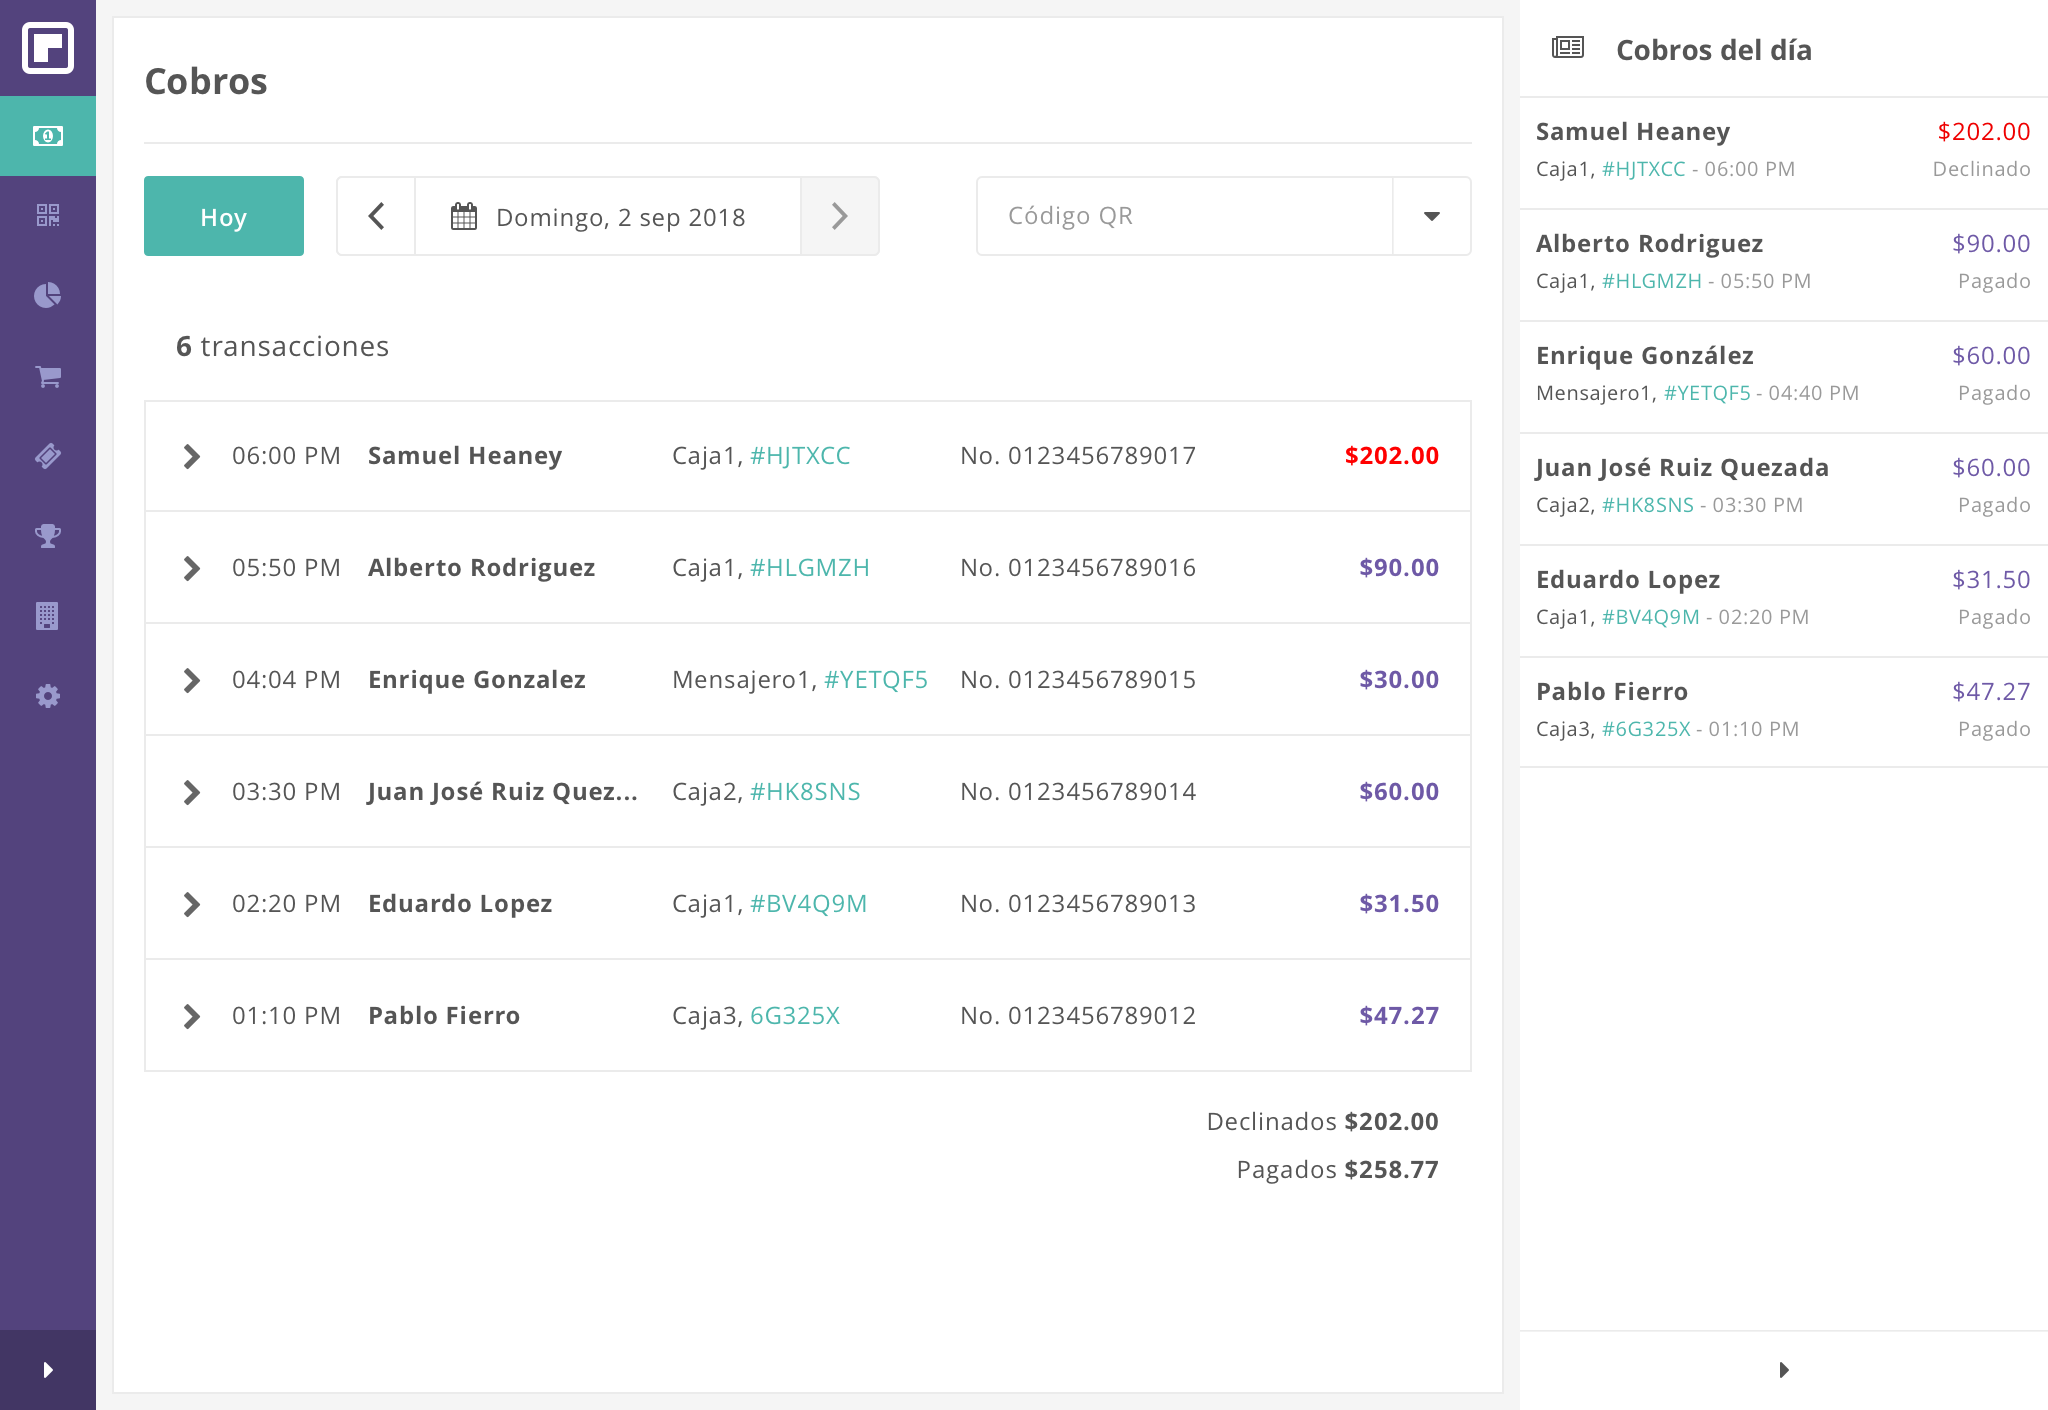 Cobros
Hoy
Domingo, 2 sep 2018
Código QR
6 transacciones
06:00 PM Samuel Heaney Caja1, #HJTXCC No. 0123456789017 $202.00
05:50 PM Alberto Rodriguez Caja1, #HLGMZH No. 0123456789016 $90.00
04:04 PM Enrique Gonzalez Mensajero1, #YETQF5 No. 0123456789015 $30.00
03:30 PM Juan José Ruiz Quez... Caja2, #HK8SNS No. 0123456789014 $60.00
02:20 PM Eduardo Lopez Caja1, #BV4Q9M No. 0123456789013 $31.50
01:10 PM Pablo Fierro Caja3, 6G325X No. 0123456789012 $47.27
Declinados $202.00
Pagados $258.77
Cobros del día
Samuel Heaney $202.00
Caja1, #HJTXCC - 06:00 PM Declinado
Alberto Rodriguez $90.00
Caja1, #HLGMZH - 05:50 PM Pagado
Enrique González $60.00
Mensajero1, #YETQF5 - 04:40 PM Pagado
Juan José Ruiz Quezada $60.00
Caja2, #HK8SNS - 03:30 PM Pagado
Eduardo Lopez $31.50
Caja1, #BV4Q9M - 02:20 PM Pagado
Pablo Fierro $47.27
Caja3, #6G325X - 01:10 PM Pagado